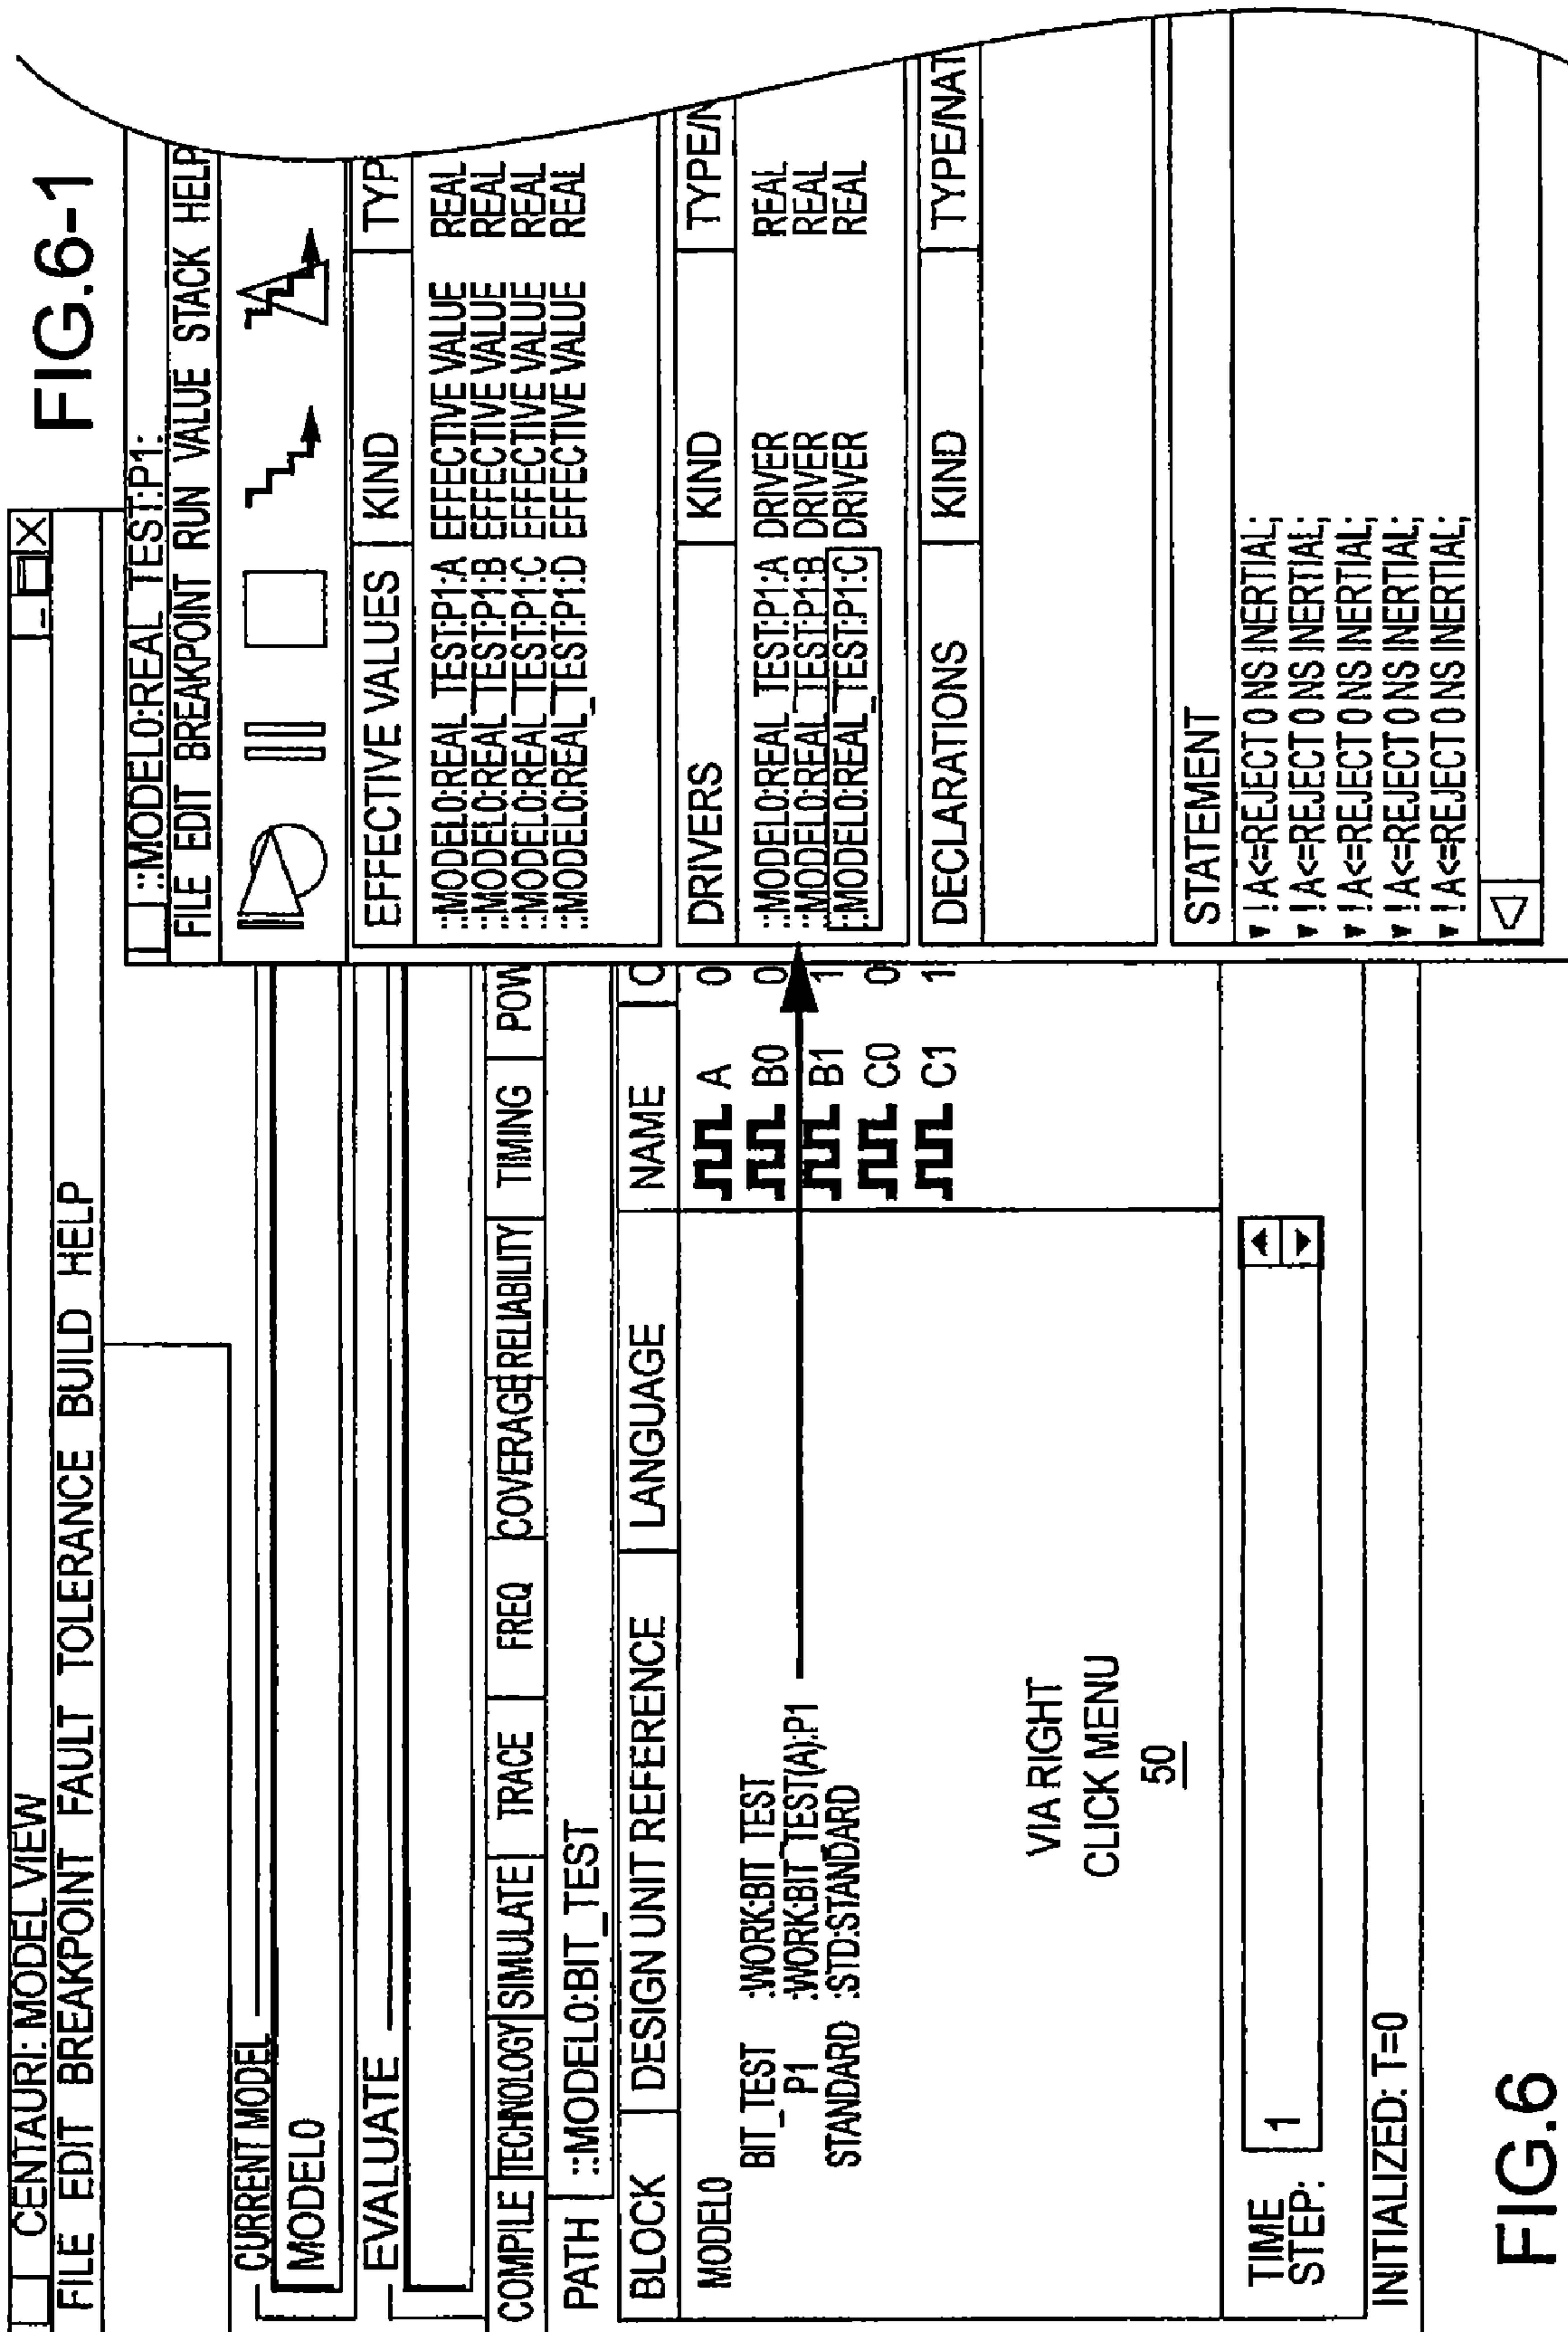 FIG.6-1
CENTAURI: MODEL VIEW
FILE EDIT BREAKPOINT FAULT TOLERANCE BUILD HELP
CURRENT MODEL
MODEL0
EVALUATE
COMPILE TECHNOLOGY SIMULATE TRACE FREQ COVERAGE RELIABILITY TIMING POW
PATH :::MODEL0:BIT_TEST
BLOCK DESIGN UNIT REFERENCE LANGUAGE NAME C
MODEL0
BIT_TEST :WORK:BIT_TEST
P1 :WORK:BIT_TEST(A):P1
STANDARD :STD:STANDARD
A 0
B0 0
B1 1
C0 0
C1 1
VIA RIGHT
CLICK MENU
50
TIME
STEP: 1
INITIALIZED: T=0
:::MODEL0:REAL_TEST:P1:
FILE EDIT BREAKPOINT RUN VALUE STACK HELP
EFFECTIVE VALUES KIND TYP
:::MODEL0:REAL_TEST:P1:A EFFECTIVE VALUE REAL
:::MODEL0:REAL_TEST:P1:B EFFECTIVE VALUE REAL
:::MODEL0:REAL_TEST:P1:C EFFECTIVE VALUE REAL
:::MODEL0:REAL_TEST:P1:D EFFECTIVE VALUE REAL
DRIVERS KIND TYPE/N
:::MODEL0:REAL_TEST:P1:A DRIVER REAL
:::MODEL0:REAL_TEST:P1:B DRIVER REAL
:::MODEL0:REAL_TEST:P1:C DRIVER REAL
DECLARATIONS KIND TYPE/NAT
STATEMENT
! A<=REJECT 0 NS INERTIAL;
! A<=REJECT 0 NS INERTIAL;
! A<=REJECT 0 NS INERTIAL;
! A<=REJECT 0 NS INERTIAL;
! A<=REJECT 0 NS INERTIAL;
FIG.6